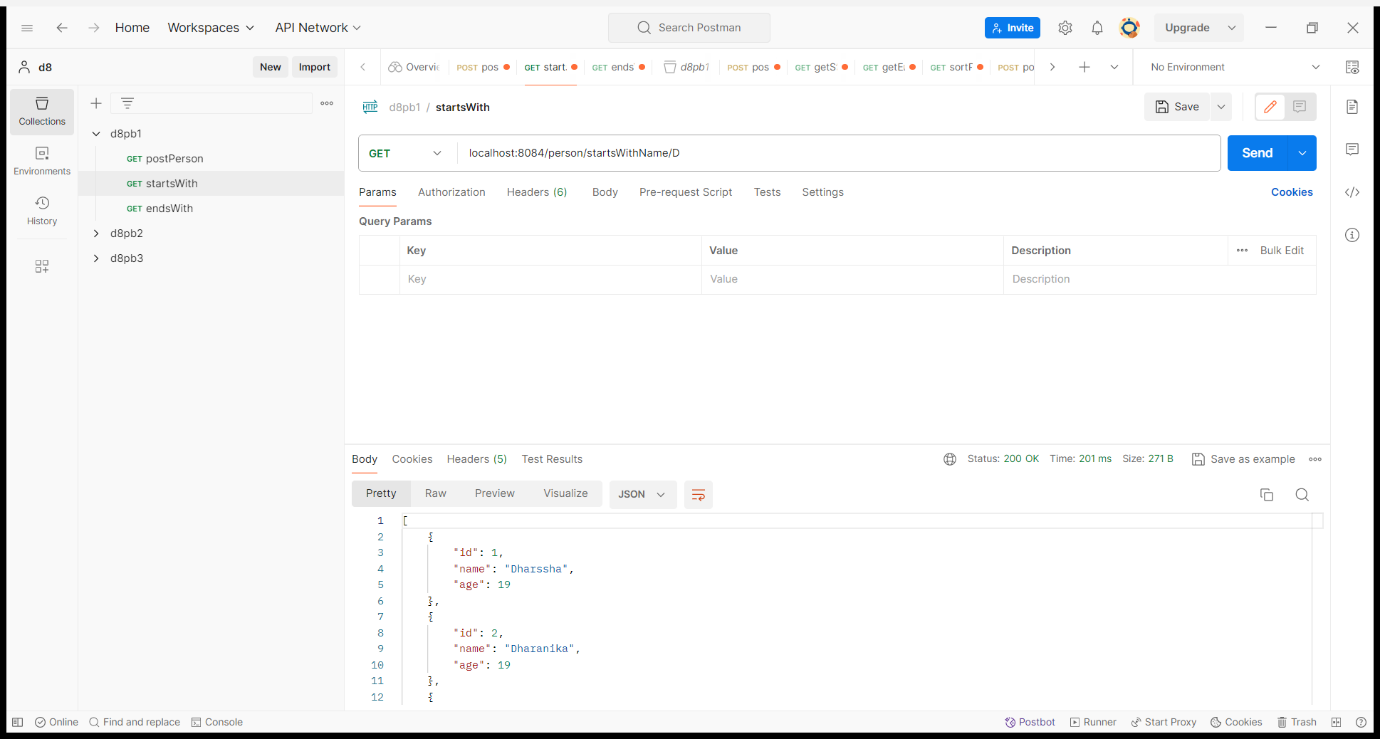 Home Workspaces API Network Search Postman Invite Upgrade
d8 New Import Overvi POST pos GET start. GET ends d8pb1 POST pos GET getS GET getE sortF POST po No Environment
Collections
Environments
History
d8pb1
GET postPerson
GET startsWith
GET endsWith
d8pb2
d8pb3
HTTP d8pb1 / startsWith Save
GET localhost:8084/person/startsWithName/D Send
Params Authorization Headers (6) Body Pre-request Script Tests Settings Cookies
Query Params
Key Value Description Bulk Edit
Key Value Description
Body Cookies Headers (5) Test Results Status: 200 OK Time: 201 ms Size: 271 B Save as example
Pretty Raw Preview Visualize JSON
1 [
2 {
3 "id": 1,
4 "name": "Dharssha",
5 "age": 19
6 },
7 {
8 "id": 2,
9 "name": "Dharanika",
10 "age": 19
11 },
12 {
Online Find and replace Console Postbot Runner Start Proxy Cookies Trash